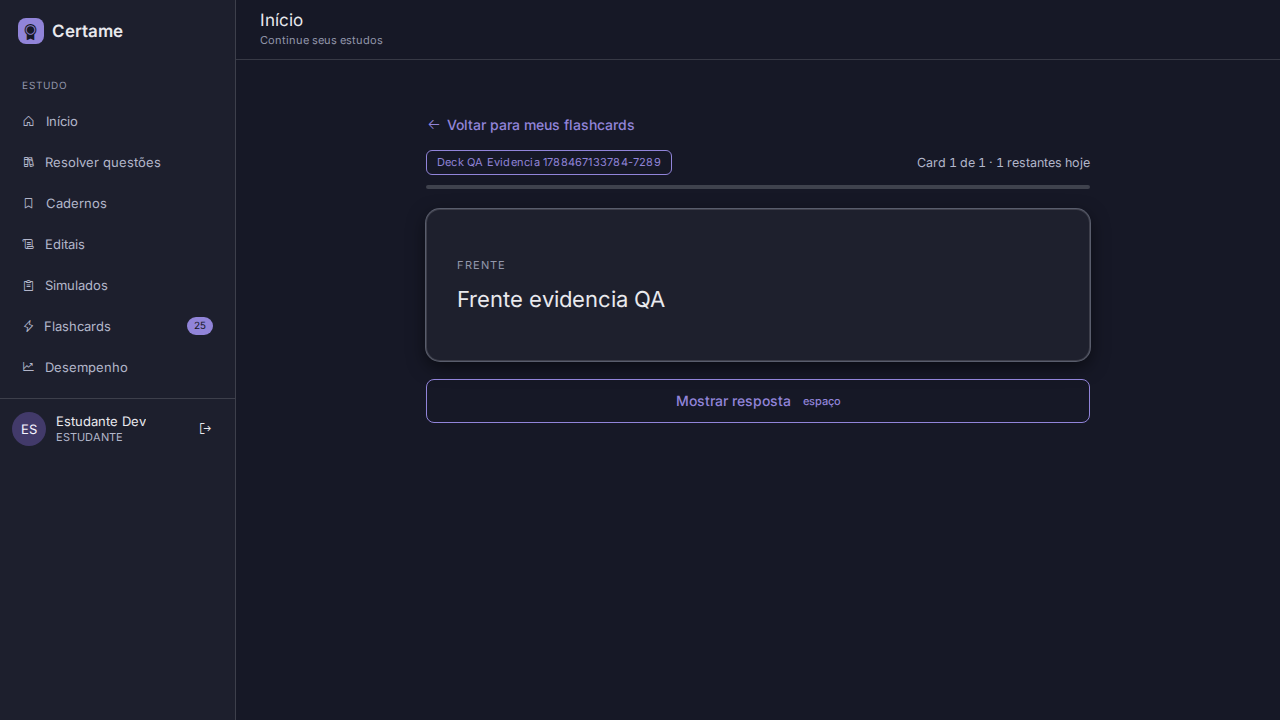 Certame
ESTUDO
Início
Resolver questões
Cadernos
Editais
Simulados
Flashcards 25
Desempenho
ES
Estudante Dev
ESTUDANTE
Início
Continue seus estudos
← Voltar para meus flashcards
Deck QA Evidencia 1788467133784-7289
Card 1 de 1 · 1 restantes hoje
FRENTE
Frente evidencia QA
Mostrar resposta espaço